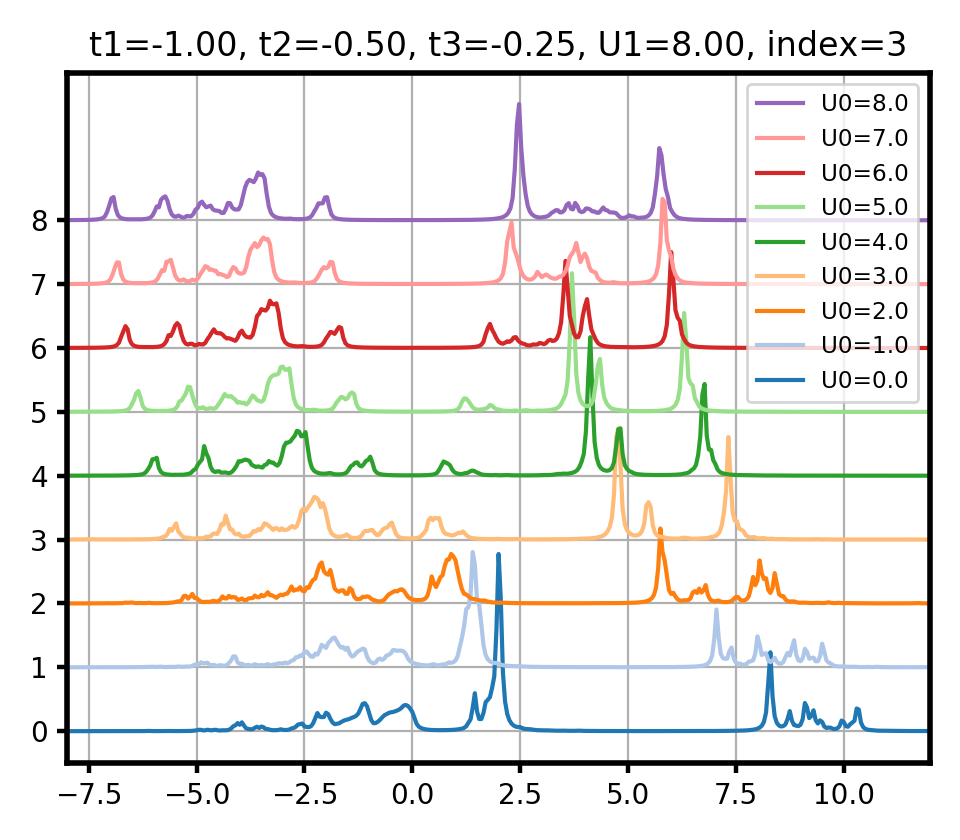 t1=-1.00, t2=-0.50, t3=-0.25, U1=8.00, index=3
U0=8.0
U0=7.0
U0=6.0
U0=5.0
U0=4.0
U0=3.0
U0=2.0
U0=1.0
U0=0.0
8
7
6
5
4
3
2
1
0
−7.5 −5.0 −2.5 0.0 2.5 5.0 7.5 10.0